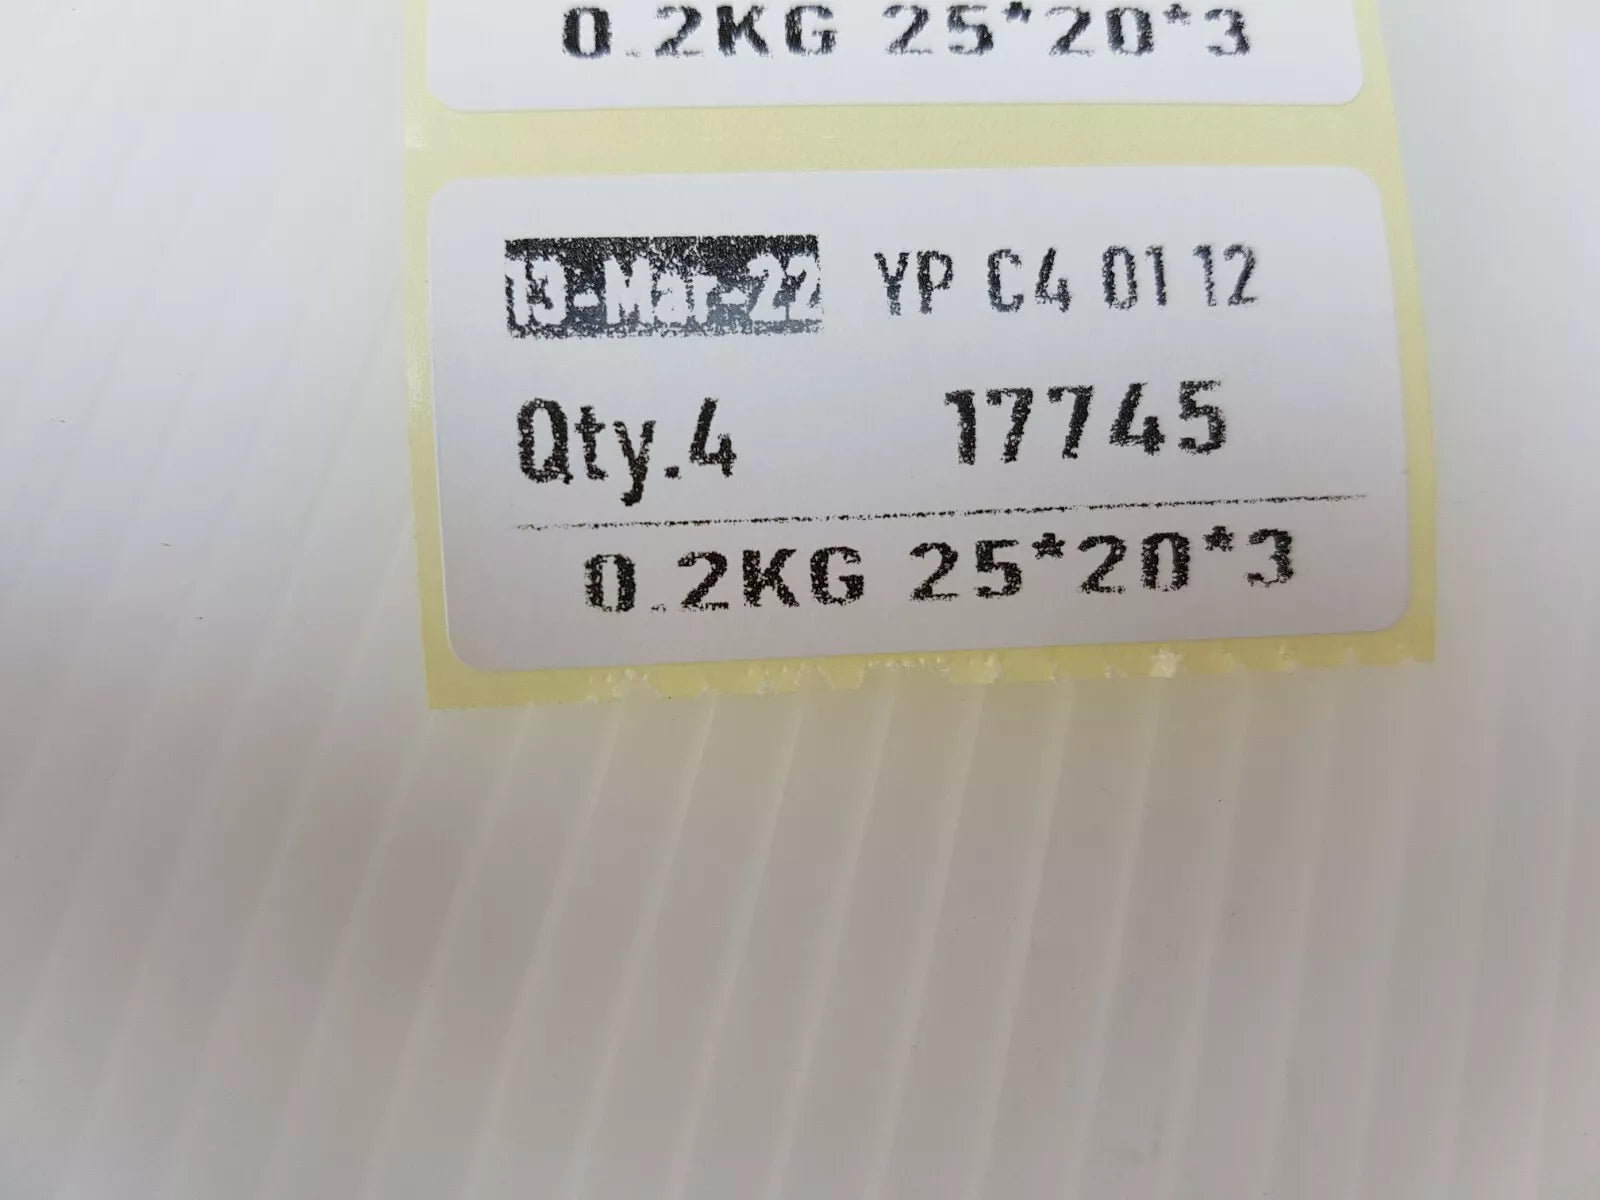 0.2KG 25*20*3
13-Mar-22 YP C4 01 12
Qty.4 17745
0.2KG 25*20*3